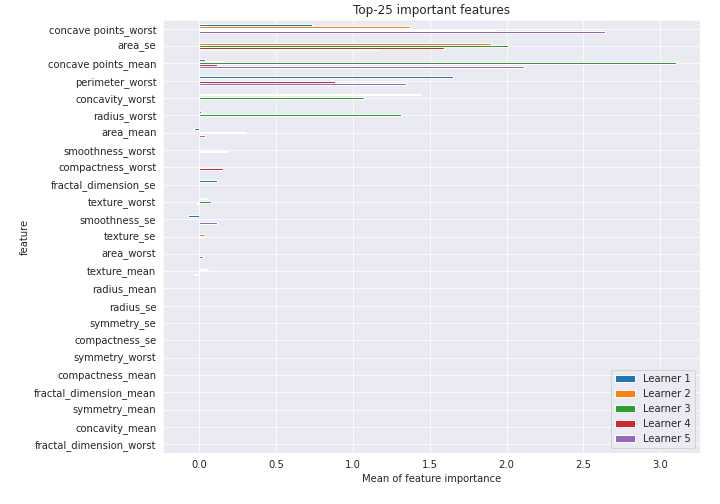 Top-25 important features
concave points_worst
area_se
concave points_mean
perimeter_worst
concavity_worst
radius_worst
area_mean
smoothness_worst
compactness_worst
fractal_dimension_se
texture_worst
smoothness_se
texture_se
area_worst
texture_mean
radius_mean
radius_se
symmetry_se
compactness_se
symmetry_worst
compactness_mean
fractal_dimension_mean
symmetry_mean
concavity_mean
fractal_dimension_worst
feature
Learner 1
Learner 2
Learner 3
Learner 4
Learner 5
0.0 0.5 1.0 1.5 2.0 2.5 3.0
Mean of feature importance